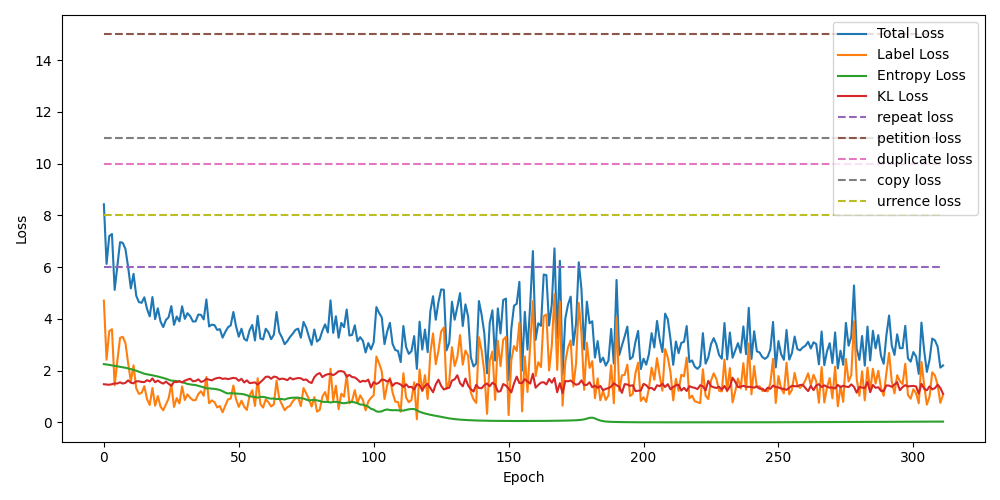 Total Loss
Label Loss
Entropy Loss
KL Loss
repeat loss
petition loss
duplicate loss
copy loss
urrence loss
14
12
10
8
6
4
2
0
Loss
0 50 100 150 200 250 300
Epoch